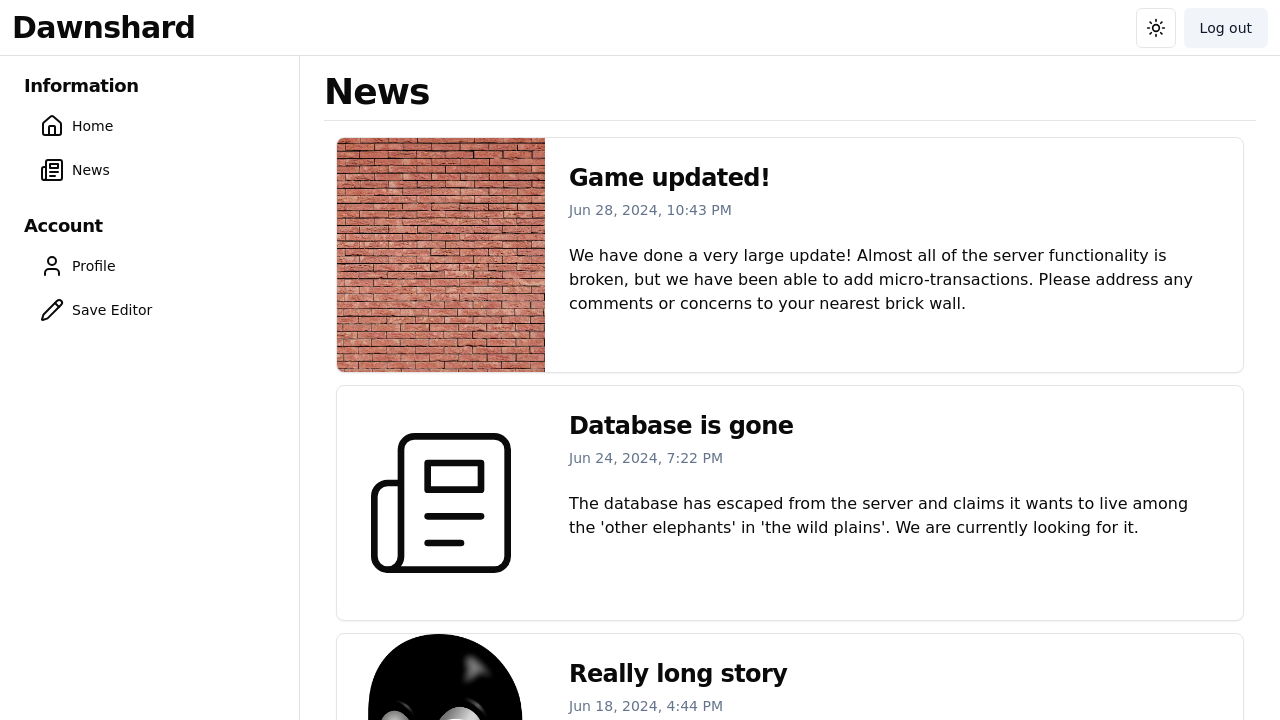 Dawnshard
Log out
Information
Home
News
Account
Profile
Save Editor
News
Game updated!
Jun 28, 2024, 10:43 PM
We have done a very large update! Almost all of the server functionality is
broken, but we have been able to add micro-transactions. Please address any
comments or concerns to your nearest brick wall.
Database is gone
Jun 24, 2024, 7:22 PM
The database has escaped from the server and claims it wants to live among
the 'other elephants' in 'the wild plains'. We are currently looking for it.
Really long story
Jun 18, 2024, 4:44 PM